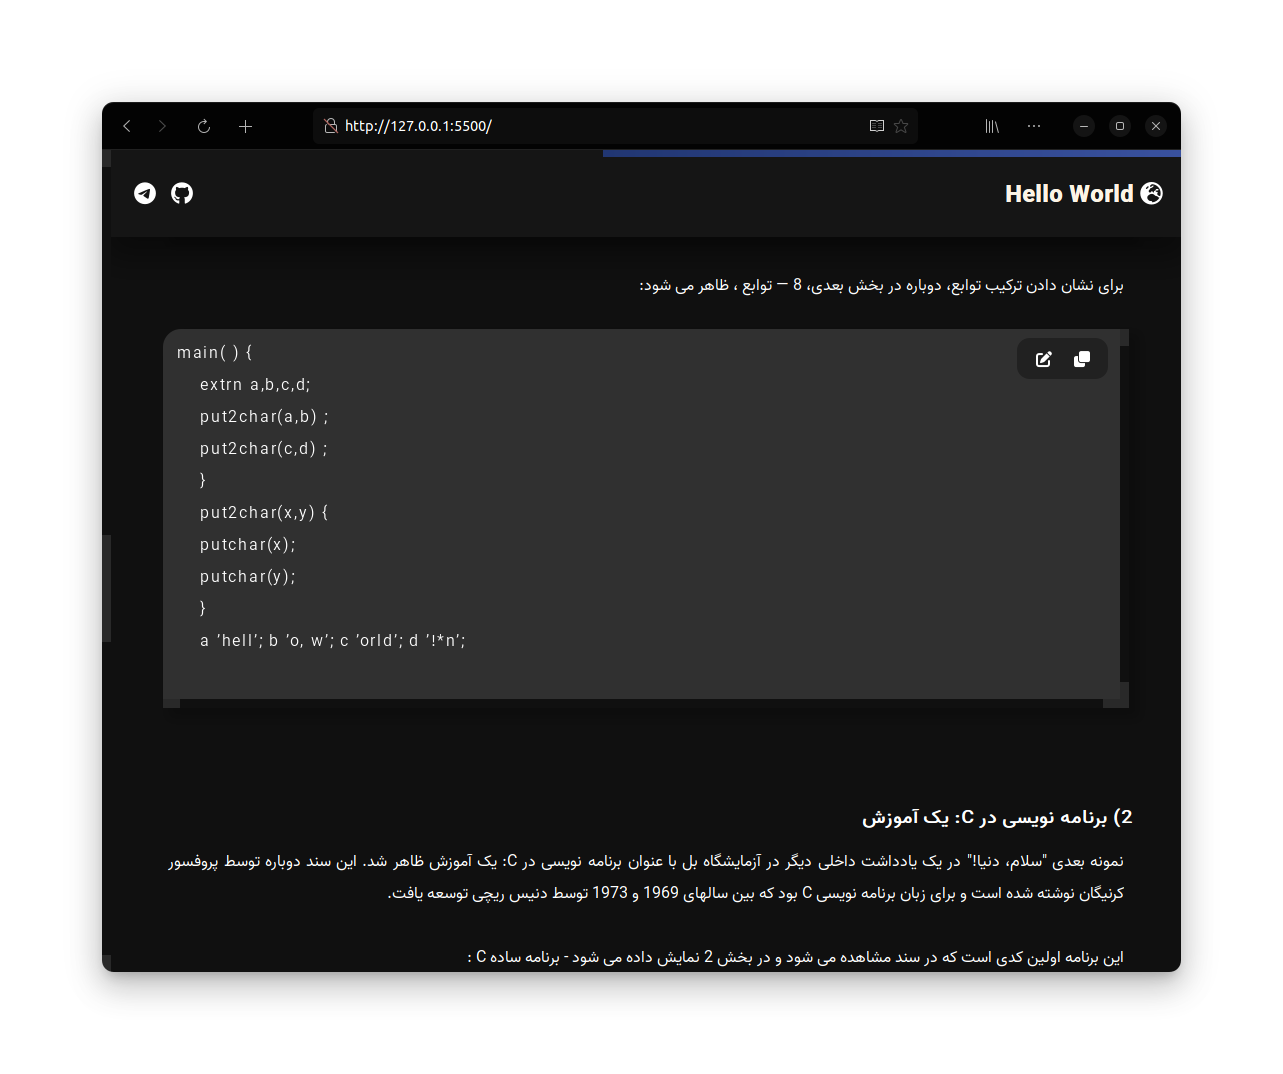 http://127.0.0.1:5500/
Hello World
برای نشان دادن ترکیب توابع، دوباره در بخش بعدی، 8 – توابع ، ظاهر می شود:
main( ) {
extrn a,b,c,d;
put2char(a,b) ;
put2char(c,d) ;
}
put2char(x,y) {
putchar(x);
putchar(y);
}
a ’hell’; b ’o, w’; c ’orld’; d ’!*n’;
2) برنامه نویسی در C: یک آموزش
نمونه بعدی "سلام، دنیا!" در یک یادداشت داخلی دیگر در آزمایشگاه بل با عنوان برنامه نویسی در C: یک آموزش ظاهر شد. این سند دوباره توسط پروفسور
کرنیگان نوشته شده است و برای زبان برنامه نویسی C بود که بین سالهای 1969 و 1973 توسط دنیس ریچی توسعه یافت.
این برنامه اولین کدی است که در سند مشاهده می شود و در بخش 2 نمایش داده می شود - برنامه ساده C :